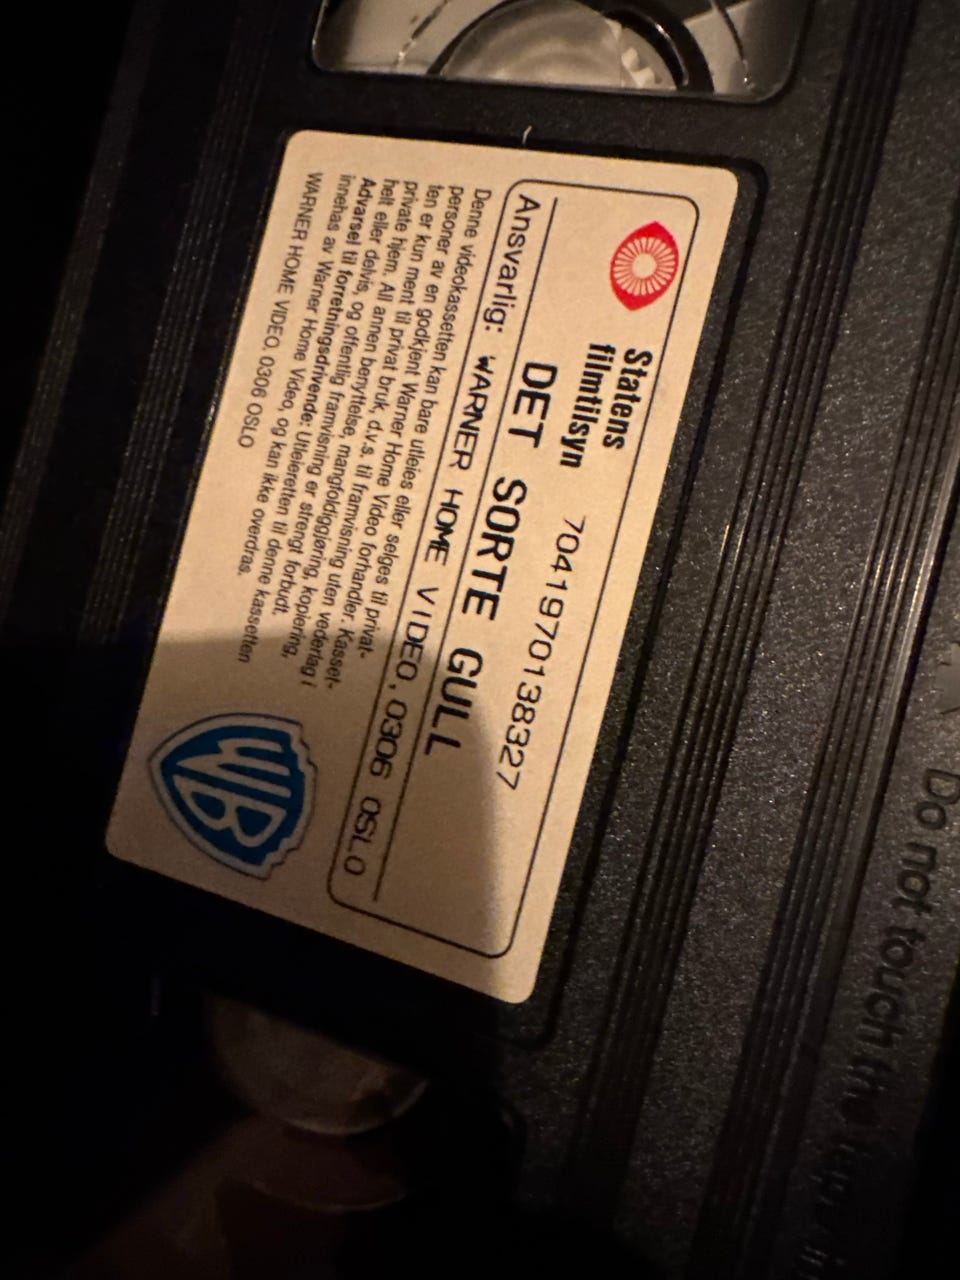 Do not touch the tape in
Statens
filmtilsyn 7041970138327
DET SORTE GULL
Ansvarlig: WARNER HOME VIDEO, 0306 OSLO
Denne videokassetten kan bare utleies eller selges til privat-
personer av en godkjent Warner Home Video forhandler. Kasset-
ten er kun ment til privat bruk, d.v.s. til framvisning uten vederlag i
private hjem. All annen benyttelse, mangfoldiggjøring, kopiering,
helt eller delvis, og offentlig framvisning er strengt forbudt.
Advarsel til forretningsdrivende: Utleieretten til denne kassetten
innehas av Warner Home Video, og kan ikke overdras.
WARNER HOME VIDEO, 0306 OSLO
WB